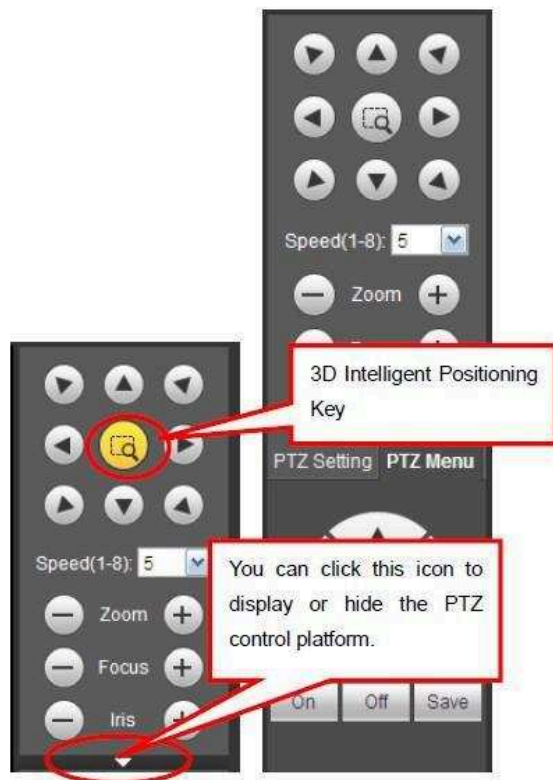 Speed(1-8): 5
Zoom
3D Intelligent Positioning
Key
PTZ Setting PTZ Menu
Speed(1-8): 5
Zoom
Focus
Iris
You can click this icon to
display or hide the PTZ
control platform.
On Off Save